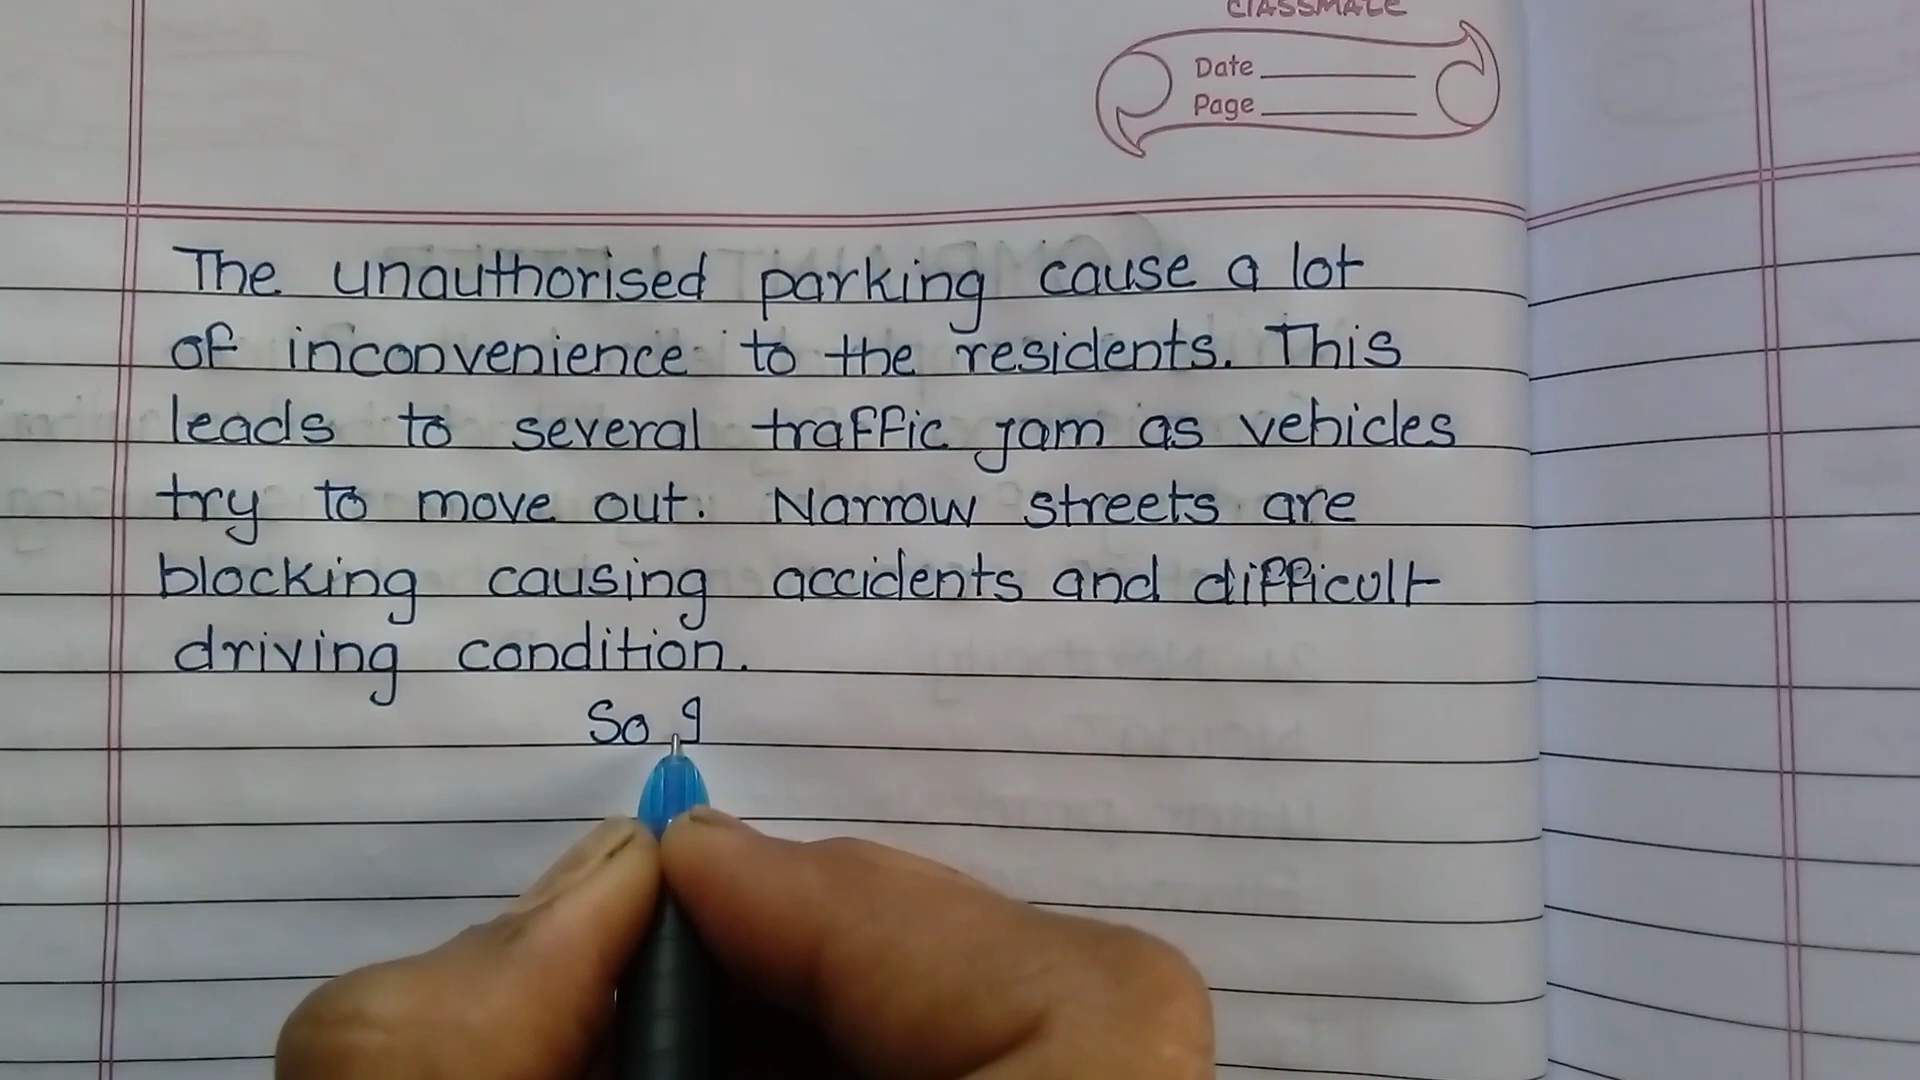 classmate
Date
Page
The unauthorised parking cause a lot
of inconvenience to the residents. This
leads to several traffic jam as vehicles
try to move out. Narrow streets are
blocking causing accidents and difficult
driving condition.
So I